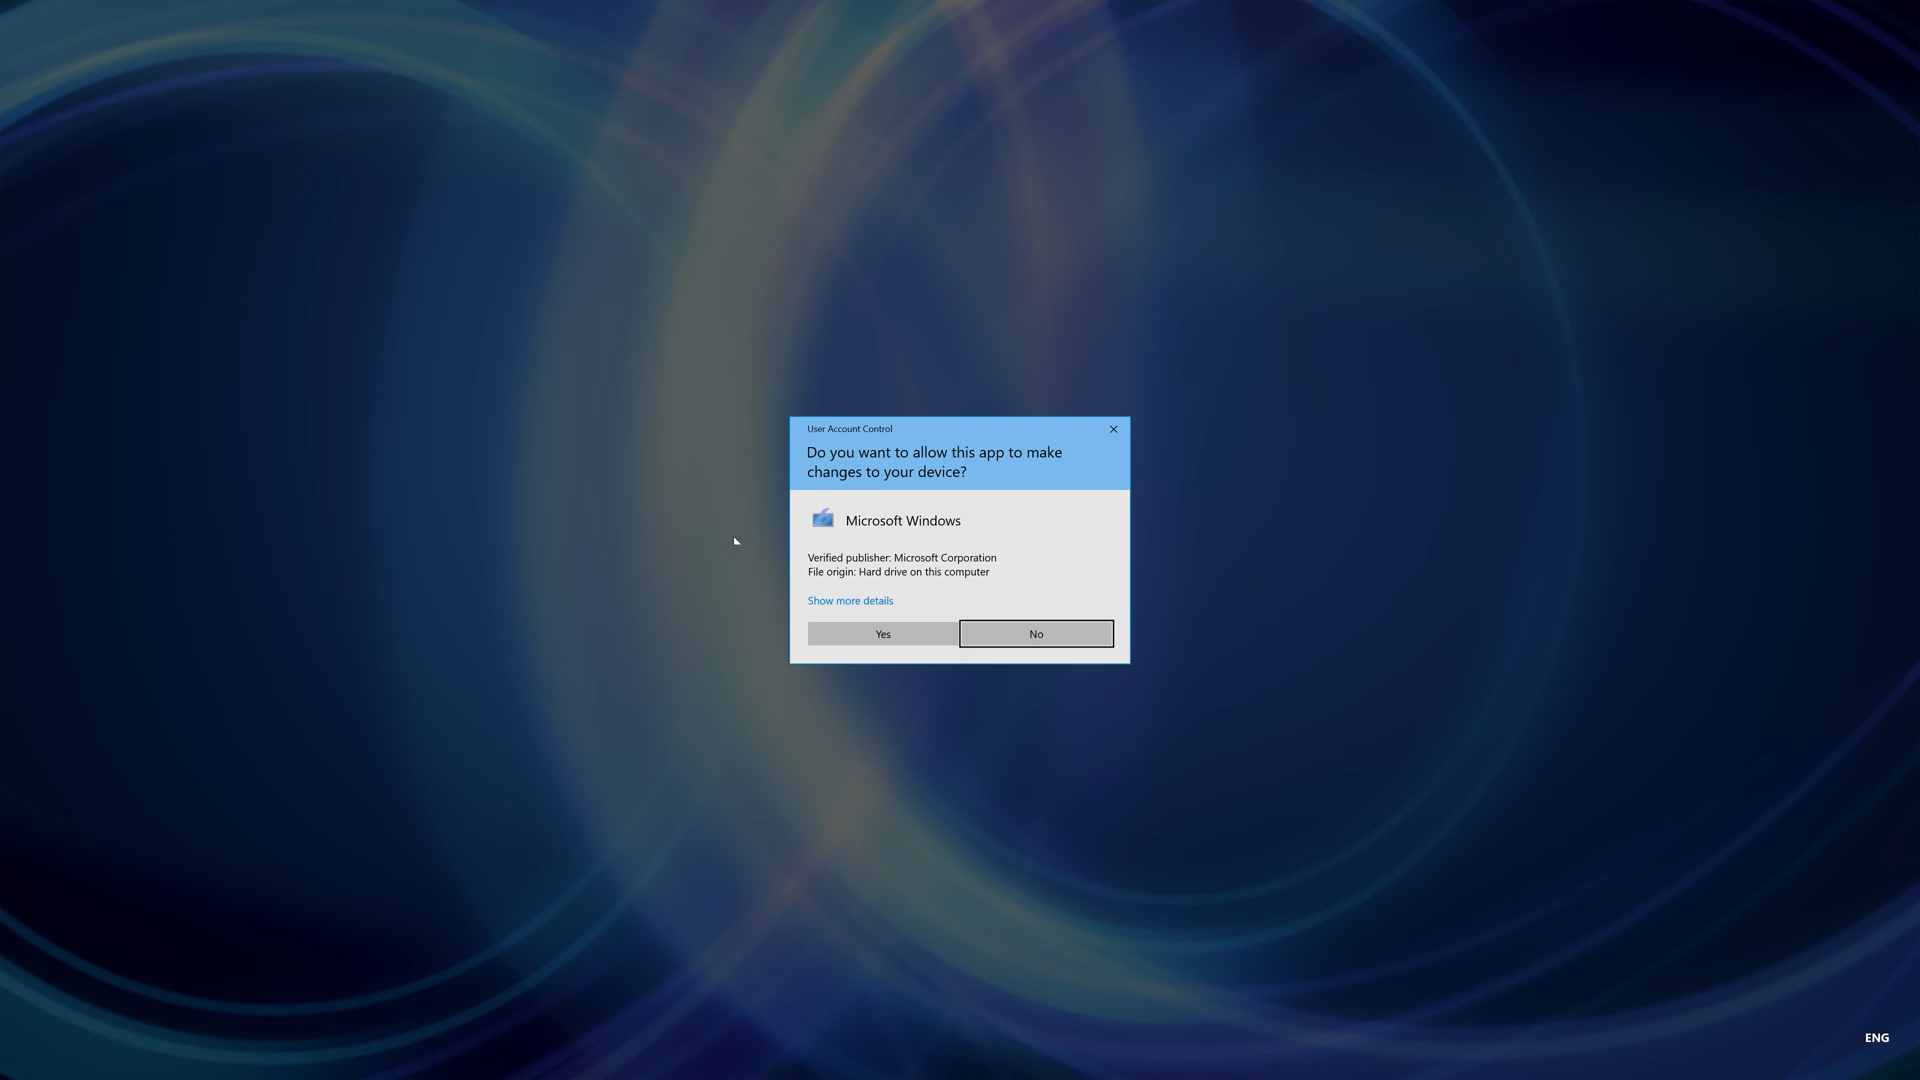 User Account Control
Do you want to allow this app to make
changes to your device?
Microsoft Windows
Verified publisher: Microsoft Corporation
File origin: Hard drive on this computer
Show more details
Yes
No
ENG